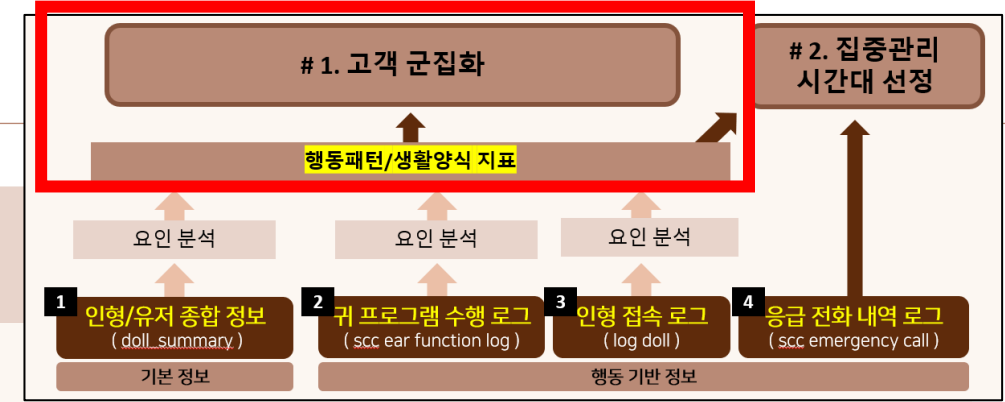 # 1. 고객 군집화
# 2. 집중관리
시간대 선정
행동패턴/생활양식 지표
요인 분석
요인 분석
요인 분석
1
인형/유저 종합 정보
( doll_summary )
2
귀 프로그램 수행 로그
( scc ear function log )
3
인형 접속 로그
( log doll )
4
응급 전화 내역 로그
( scc emergency call )
기본 정보
행동 기반 정보